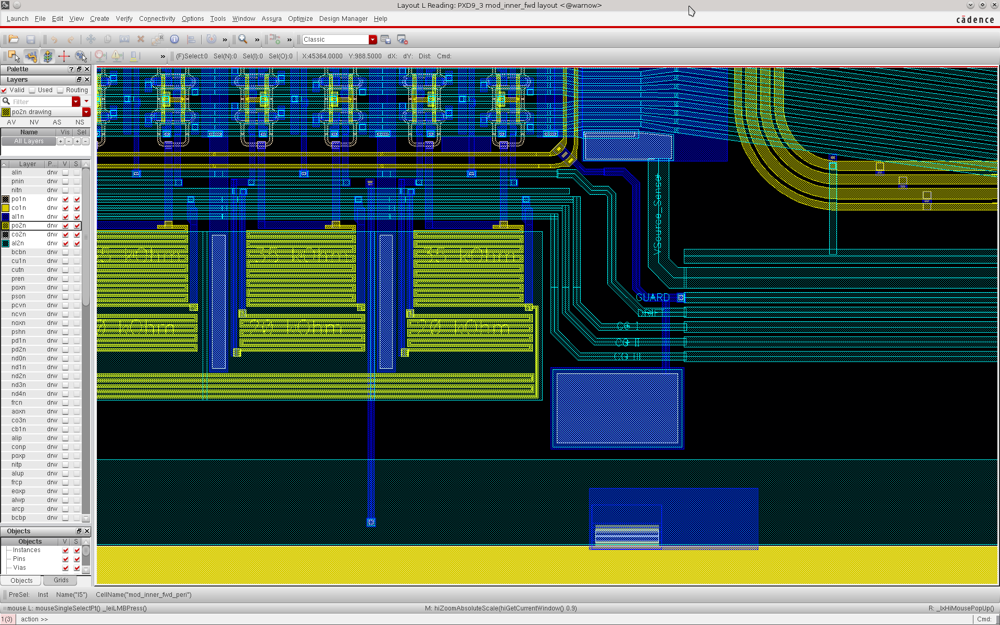 Layout L Reading: PXD9_3 mod_inner_fwd layout <@warnow>
Launch File Edit View Create Verify Connectivity Options Tools Window Assura Optimize Design Manager Help
cādence
» » » Classic
» (F)Select:0 Sel(N):0 Sel(I):0 Sel(O):0 X:45364.0000 Y:988.5000 dX: dY: Dist: Cmd:
Palette
Layers
Valid Used Routing
Filter
po2n drawing
AV NV AS NS
Name Vis Sel
All Layers + - + -
Layer P... V S
alin drw
pnin drw
nitn drw
po1n drw
co1n drw
al1n drw
po2n drw
co2n drw
al2n drw
bcbn drw
cu1n drw
cutn drw
pren drw
poxn drw
pson drw
pcvn drw
ncvn drw
noxn drw
pshn drw
pd1n drw
pd2n drw
nd0n drw
nd1n drw
nd2n drw
nd3n drw
nd4n drw
frcn drw
aoxn drw
co3n drw
cb1n drw
alip drw
conp drw
poxp drw
nitp drw
alup drw
frcp drw
eoxp drw
alwp drw
arcp drw
bcbp drw
Objects
Objects V S
Instances
Pins
Vias
Objects Grids
kOhm
kOhm
kOhm
kOhm
kOhm
kOhm
GUARD
DRIFT
CG I
CG II
CG III
PreSel: Inst Name("I5") CellName("mod_inner_fwd_peri")
mouse L: mouseSingleSelectPt() _leiLMBPress() M: hiZoomAbsoluteScale(hiGetCurrentWindow() 0.9) R: _lxHiMousePopUp()
1(3) action >> Cmd: